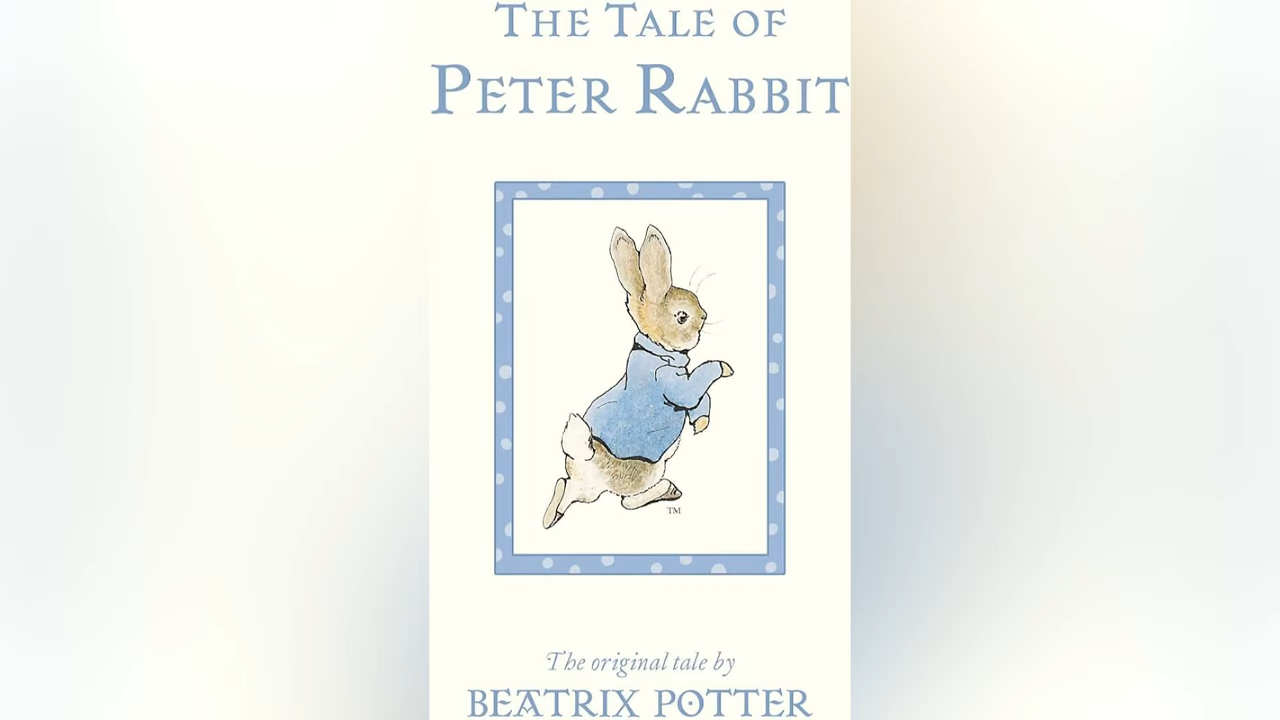 THE TALE OF
PETER RABBIT
TM
The original tale by
BEATRIX POTTER